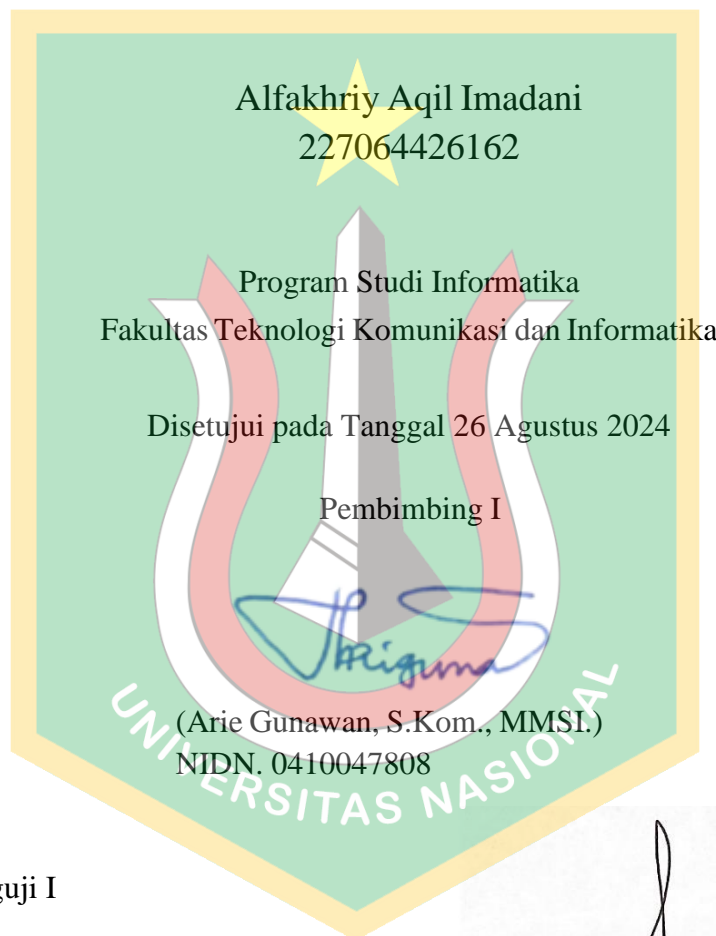 Alfakhriy Aqil Imadani
227064426162
Program Studi Informatika
Fakultas Teknologi Komunikasi dan Informatika
Disetujui pada Tanggal 26 Agustus 2024
Pembimbing I
(Arie Gunawan, S.Kom., MMSI.)
NIDN. 0410047808
UNIVERSITAS NASIONAL
guji I